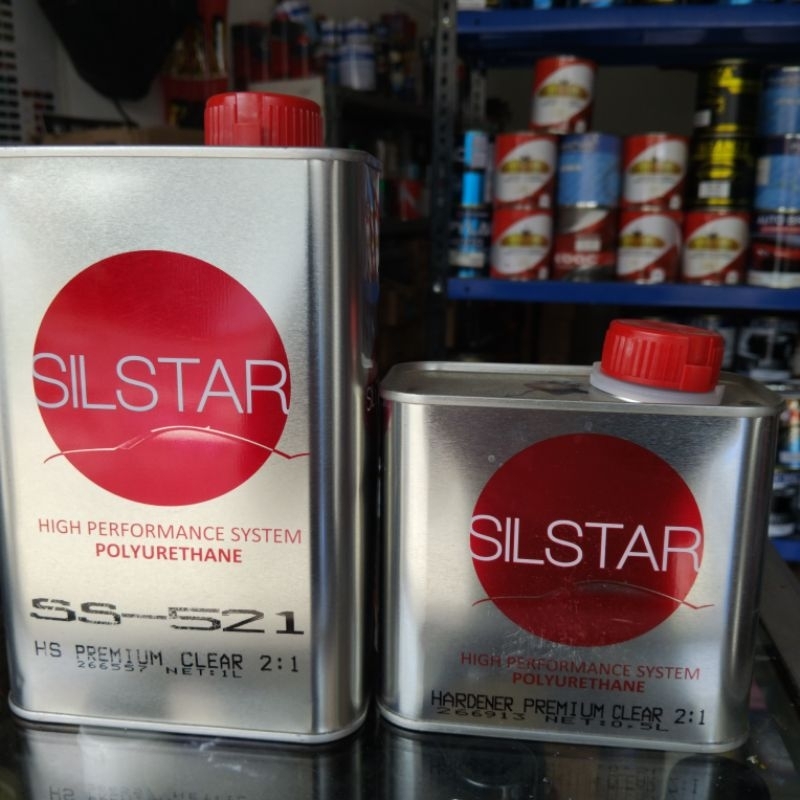 SILSTAR
HIGH PERFORMANCE SYSTEM
POLYURETHANE
SS-521
HS PREMIUM CLEAR 2:1
266557 NET:1L
SILSTAR
HIGH PERFORMANCE SYSTEM
POLYURETHANE
HARDENER PREMIUM CLEAR 2:1
266913 NET:0,5L